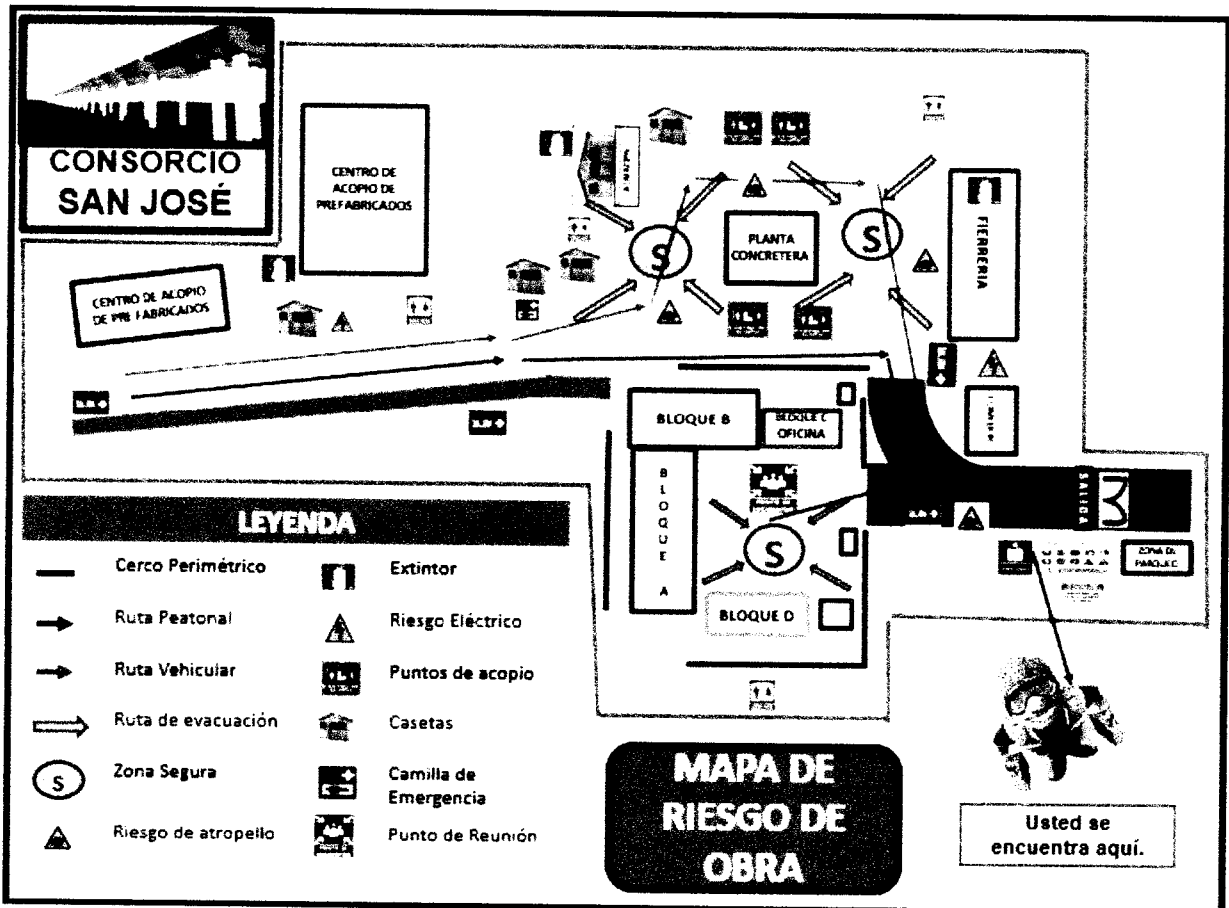 CONSORCIO
SAN JOSÉ
CENTRO DE
ACOPIO DE
PREFABRICADOS
CENTRO DE ACOPIO
DE PRE FABRICADOS
S
PLANTA
CONCRETERA
S
FIERRERIA
BLOQUE B
BLOQUE C
OFICINA
BLOQUE A
S
BLOQUE D
SALIDA
ZONA DE
LEYENDA
Cerco Perimétrico
Extintor
Ruta Peatonal
Riesgo Eléctrico
Ruta Vehicular
Puntos de acopio
Ruta de evacuación
Casetas
S
Zona Segura
Camilla de
Emergencia
Riesgo de atropello
Punto de Reunión
MAPA DE
RIESGO DE
OBRA
Usted se
encuentra aquí.